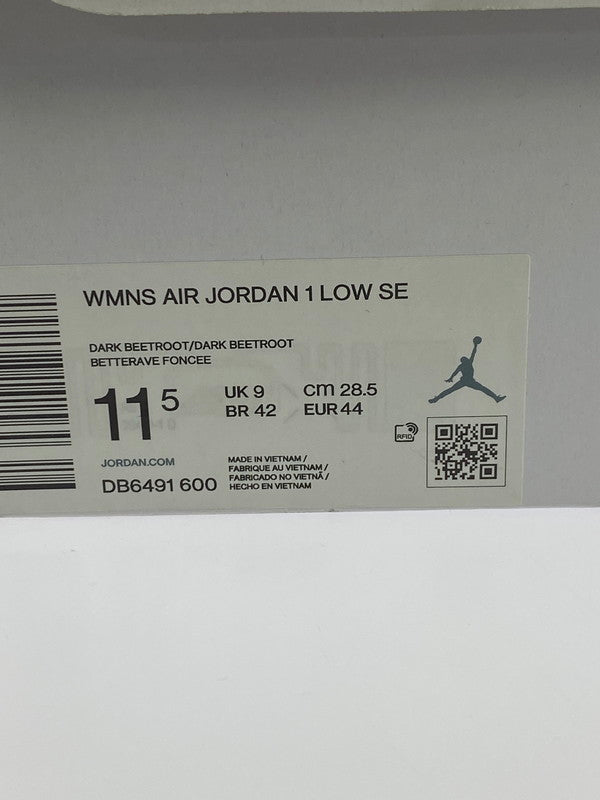 WMNS AIR JORDAN 1 LOW SE
DARK BEETROOT/DARK BEETROOT
BETTERAVE FONCEE
11 5
UK 9 cm 28.5
BR 42 EUR 44
RFID
JORDAN.COM
DB6491 600
MADE IN VIETNAM /
FABRIQUE AU VIETNAM /
FABRICADO NO VIETNÃ /
HECHO EN VIETNAM